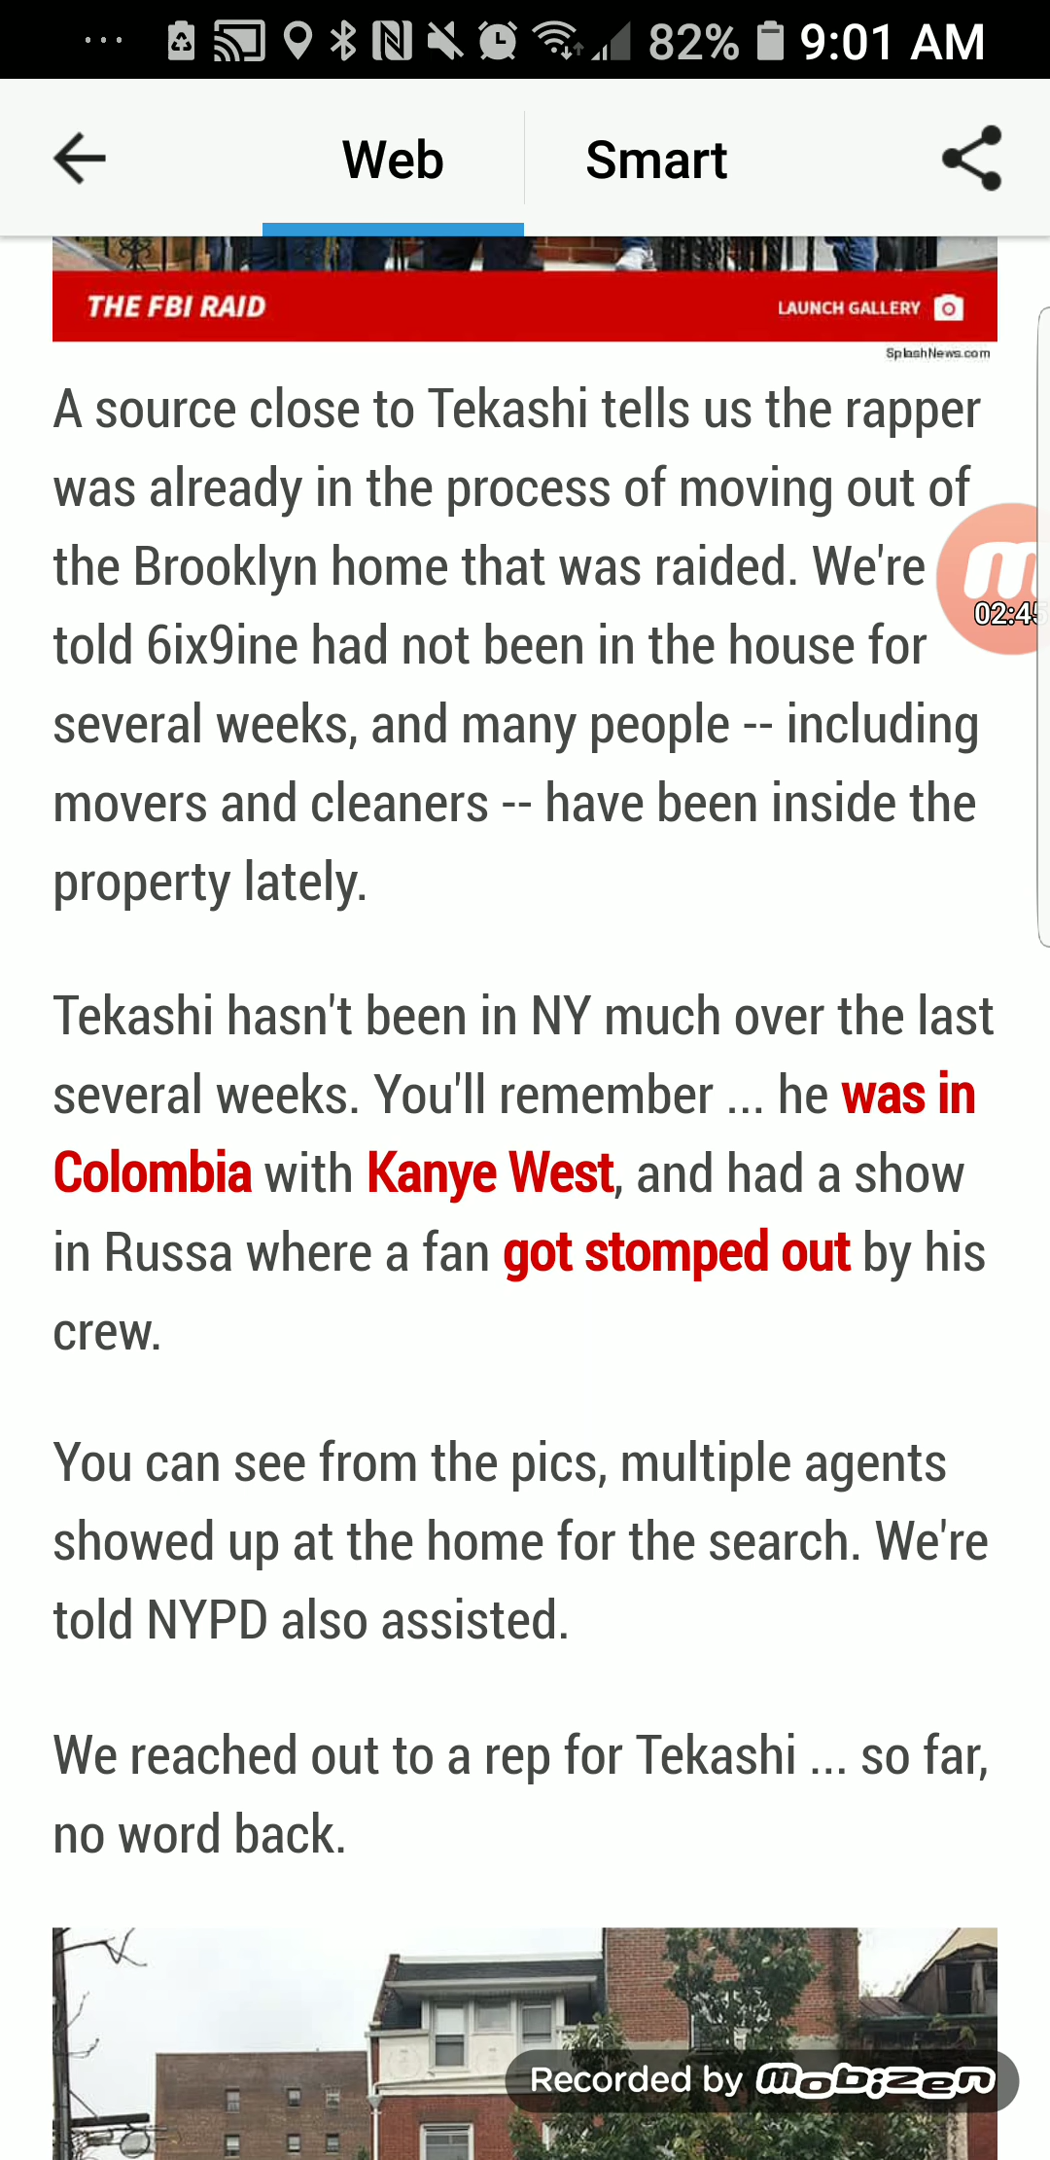 82% 9:01 AM
Web Smart
THE FBI RAID LAUNCH GALLERY
SplashNews.com
A source close to Tekashi tells us the rapper
was already in the process of moving out of
the Brooklyn home that was raided. We're
told 6ix9ine had not been in the house for
several weeks, and many people -- including
movers and cleaners -- have been inside the
property lately.
02:45
Tekashi hasn't been in NY much over the last
several weeks. You'll remember ... he was in
Colombia with Kanye West, and had a show
in Russa where a fan got stomped out by his
crew.
You can see from the pics, multiple agents
showed up at the home for the search. We're
told NYPD also assisted.
We reached out to a rep for Tekashi ... so far,
no word back.
Recorded by mobizen